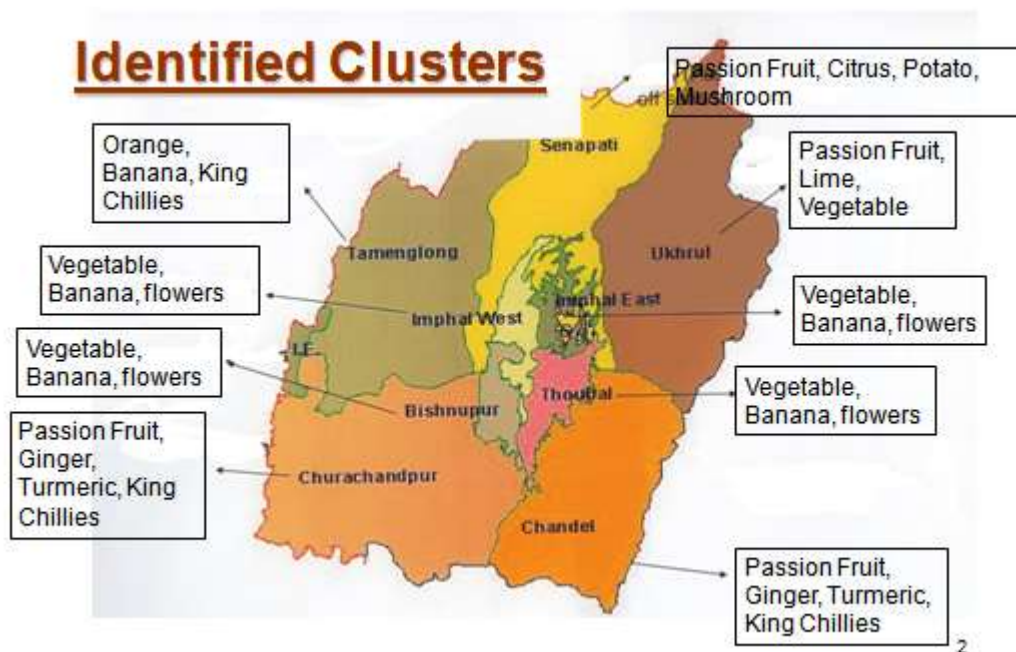 Identified Clusters
Passion Fruit, Citrus, Potato,
Mushroom
Orange,
Banana, King
Chillies
Senapati
Passion Fruit,
Lime,
Vegetable
Tamenglong
Ukhrul
Vegetable,
Banana, flowers
Imphal East
Vegetable,
Banana, flowers
Imphal West
I.E.
Vegetable,
Banana, flowers
Bishnupur
Thoubal
Vegetable,
Banana, flowers
Passion Fruit,
Ginger,
Turmeric, King
Chillies
Churachandpur
Chandel
Passion Fruit,
Ginger, Turmeric,
King Chillies
2